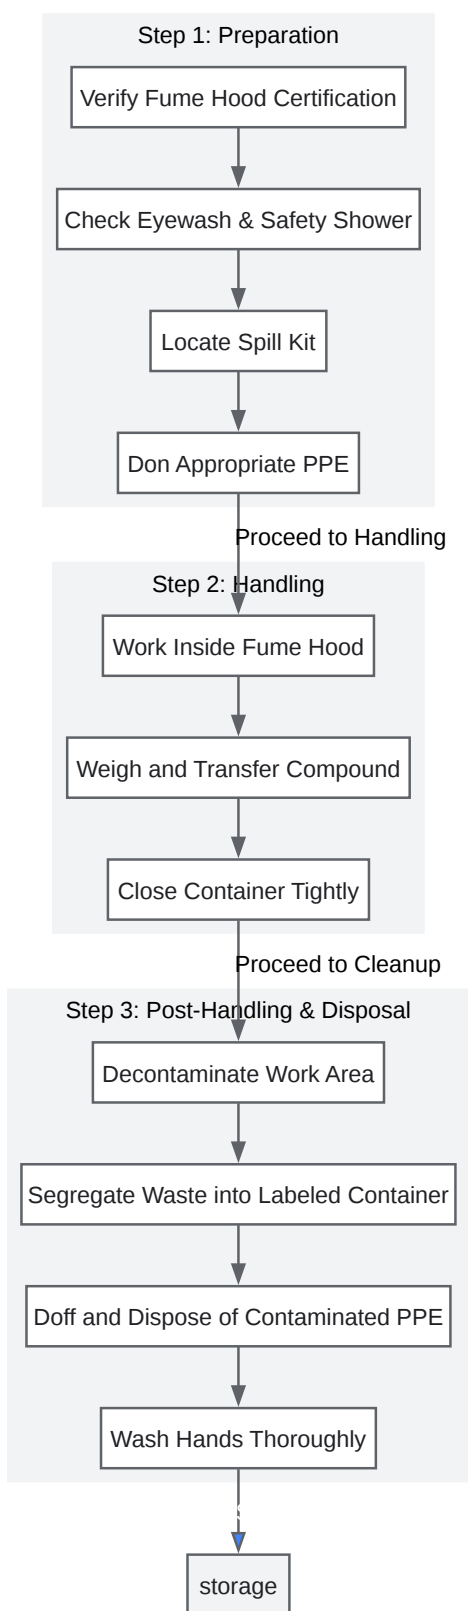 Step 1: Preparation
Verify Fume Hood Certification
Check Eyewash & Safety Shower
Locate Spill Kit
Don Appropriate PPE
Proceed to Handling
Step 2: Handling
Work Inside Fume Hood
Weigh and Transfer Compound
Close Container Tightly
Proceed to Cleanup
Step 3: Post-Handling & Disposal
Decontaminate Work Area
Segregate Waste into Labeled Container
Doff and Dispose of Contaminated PPE
Wash Hands Thoroughly
storage